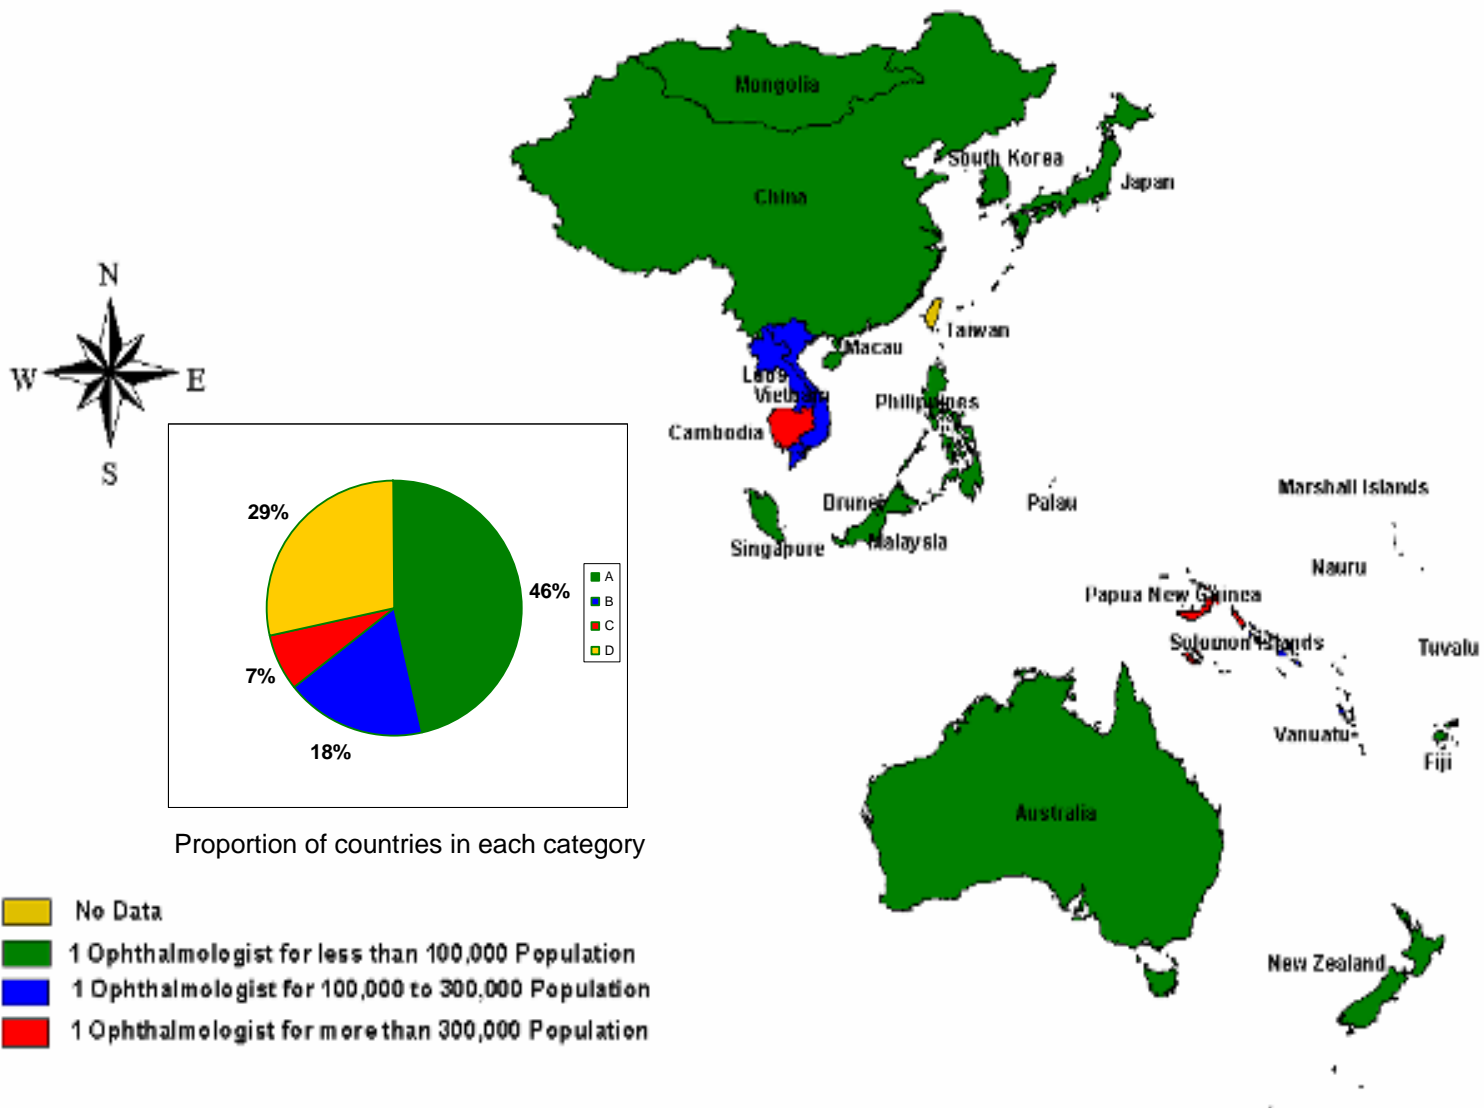 Mongolia
South Korea
Japan
China
N
W
E
S
Taiwan
Macau
Laos
Vietnam
Philippines
Cambodia
Brunei
Palau
Marshall Islands
Singapore
Malaysia
Nauru
Papua New Guinea
Solomon Islands
Tuvalu
Vanuatu
Fiji
Australia
New Zealand
29%
46%
7%
18%
A
B
C
D
Proportion of countries in each category
No Data
1 Ophthalmologist for less than 100,000 Population
1 Ophthalmologist for 100,000 to 300,000 Population
1 Ophthalmologist for more than 300,000 Population